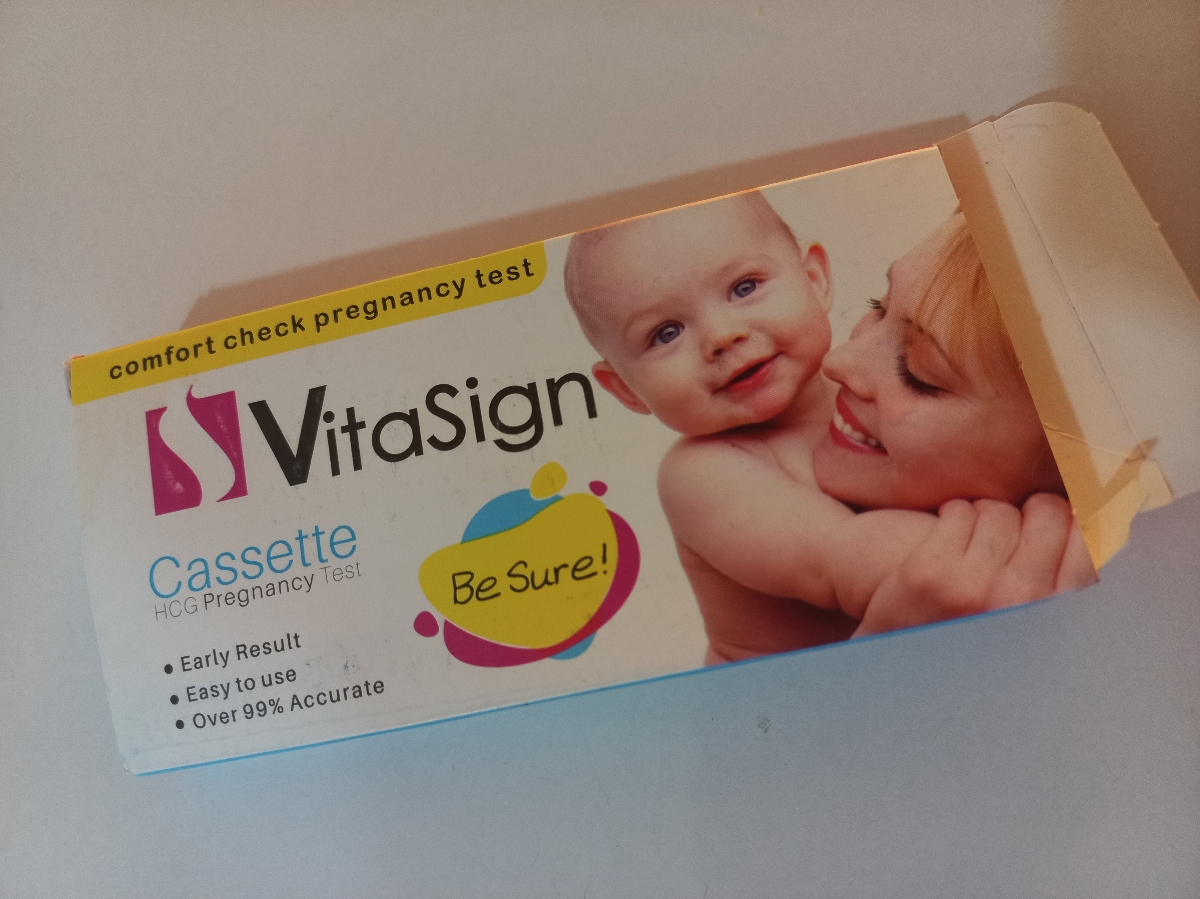 comfort check pregnancy test
VitaSign
Cassette
HCG Pregnancy Test
Be Sure!
• Early Result
• Easy to use
• Over 99% Accurate